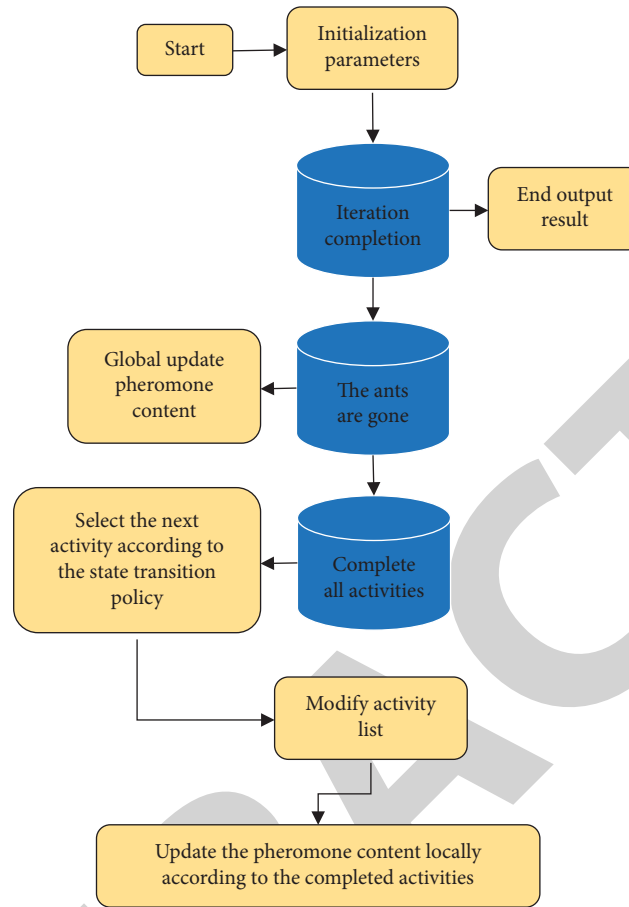 Start
Initialization
parameters
Iteration
completion
End output
result
Global update
pheromone
content
The ants
are gone
Select the next
activity according to
the state transition
policy
Complete
all activities
Modify activity
list
Update the pheromone content locally
according to the completed activities